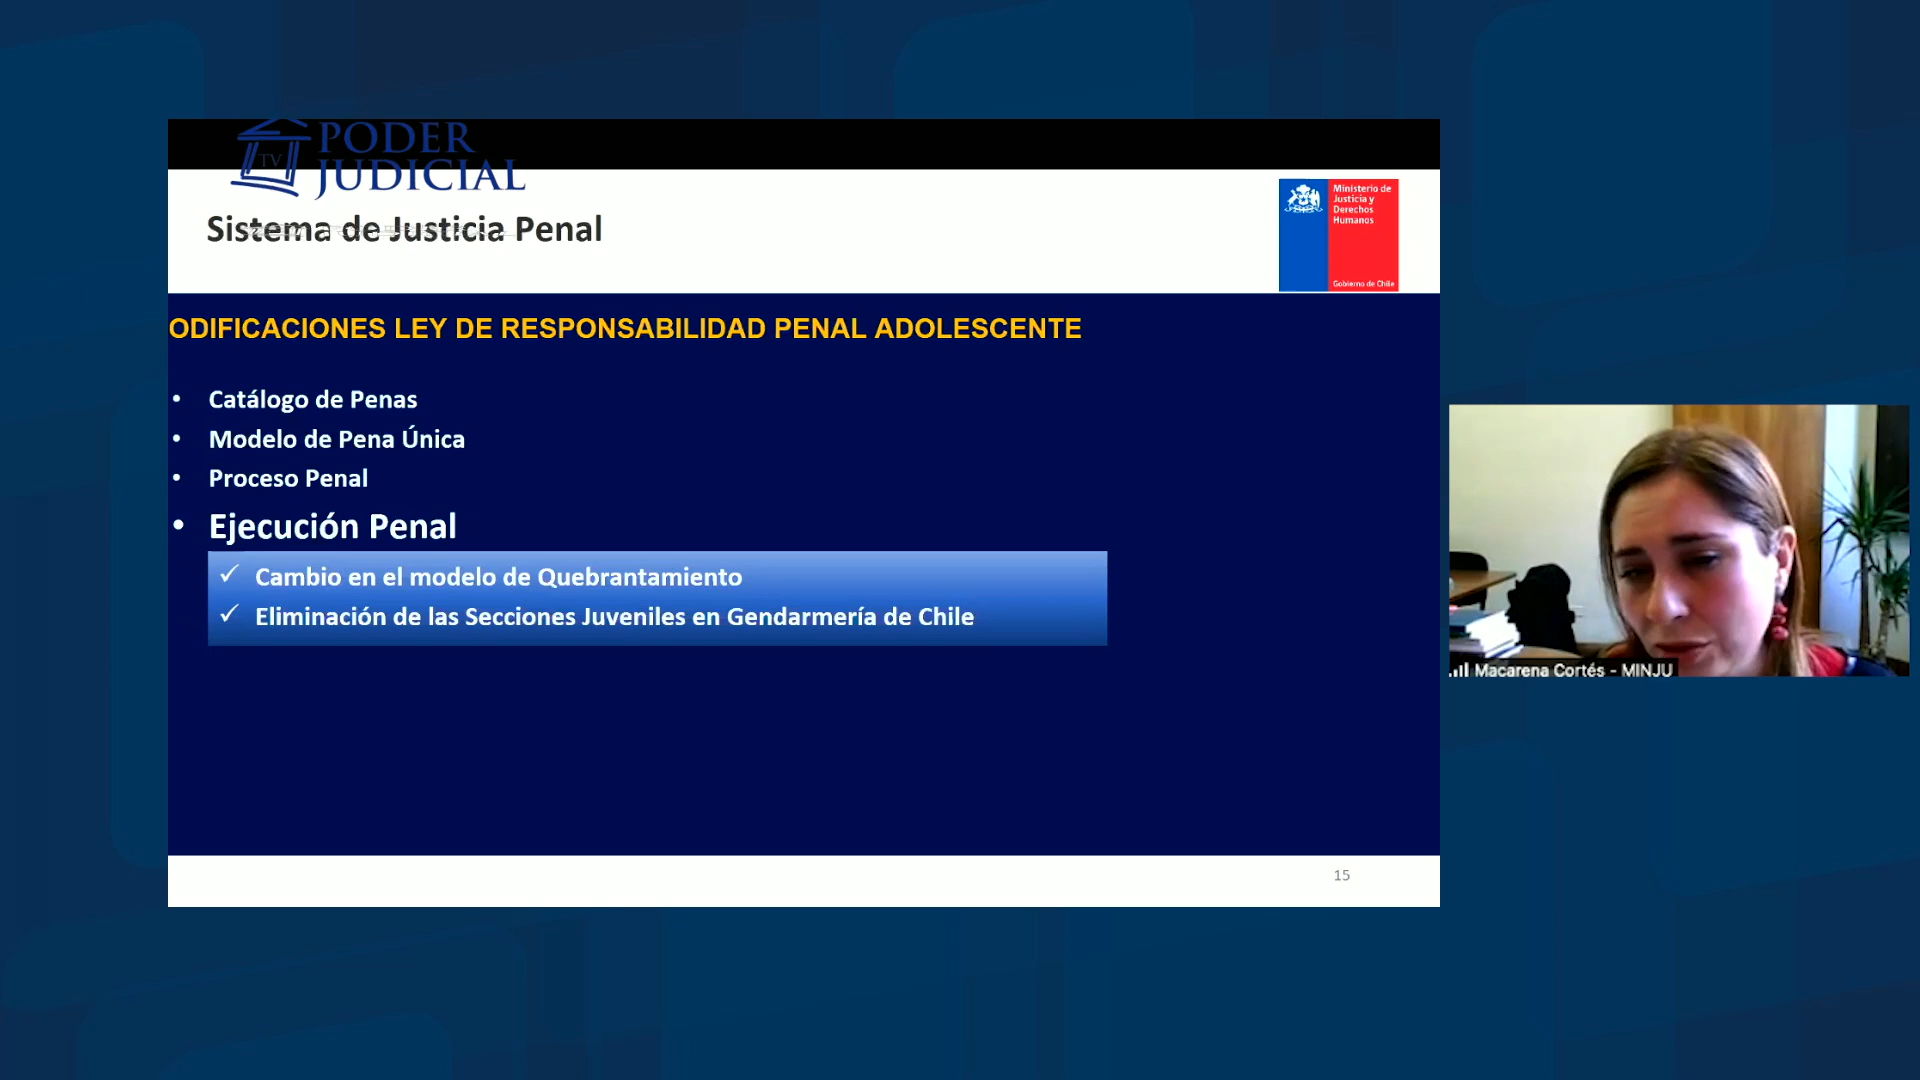 TV PODER
JUDICIAL
Sistema de Justicia Penal
Ministerio de
Justicia y
Derechos
Humanos
Gobierno de Chile
ODIFICACIONES LEY DE RESPONSABILIDAD PENAL ADOLESCENTE
• Catálogo de Penas
• Modelo de Pena Única
• Proceso Penal
• Ejecución Penal
✓ Cambio en el modelo de Quebrantamiento
✓ Eliminación de las Secciones Juveniles en Gendarmería de Chile
Macarena Cortés - MINJU
15